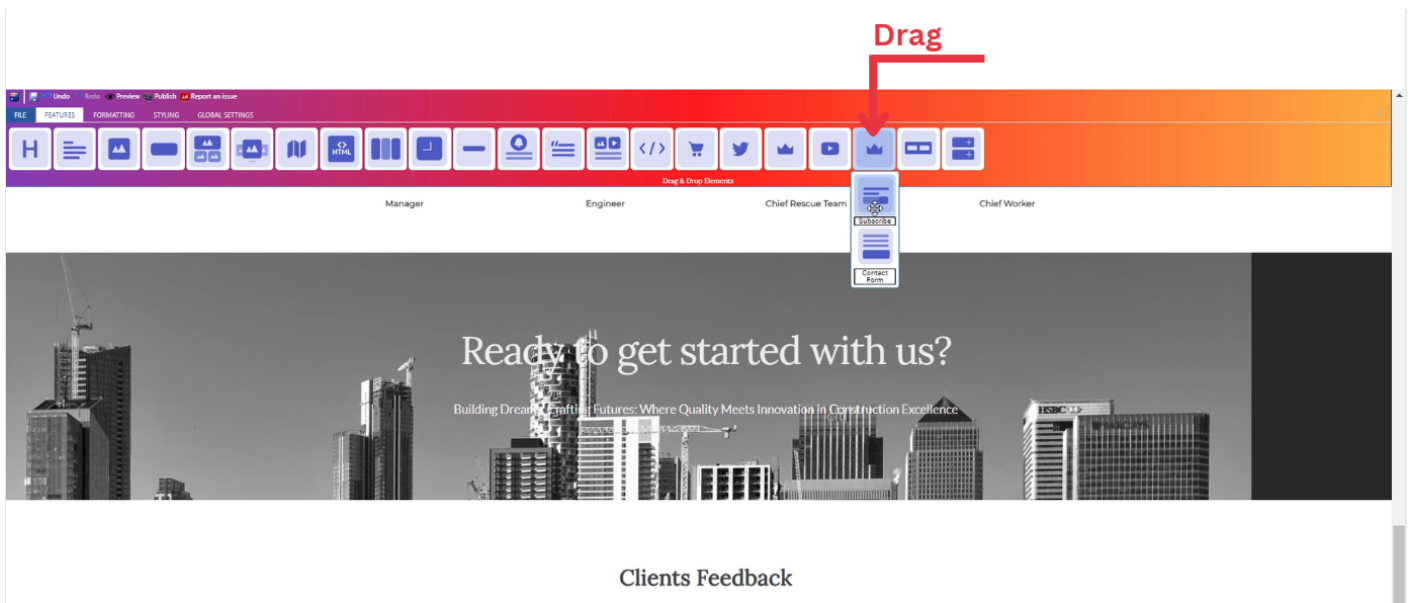 Drag
Undo Redo Preview Publish Report an issue
FILE FEATURES FORMATTING STYLING GLOBAL SETTINGS
H HTML </>
Drag & Drop Elements
Manager Engineer Chief Rescue Team Chief Worker
Subscribe
Contact
Form
Ready to get started with us?
Building Dreams, Crafting Futures: Where Quality Meets Innovation in Construction Excellence
HSBC
Clients Feedback